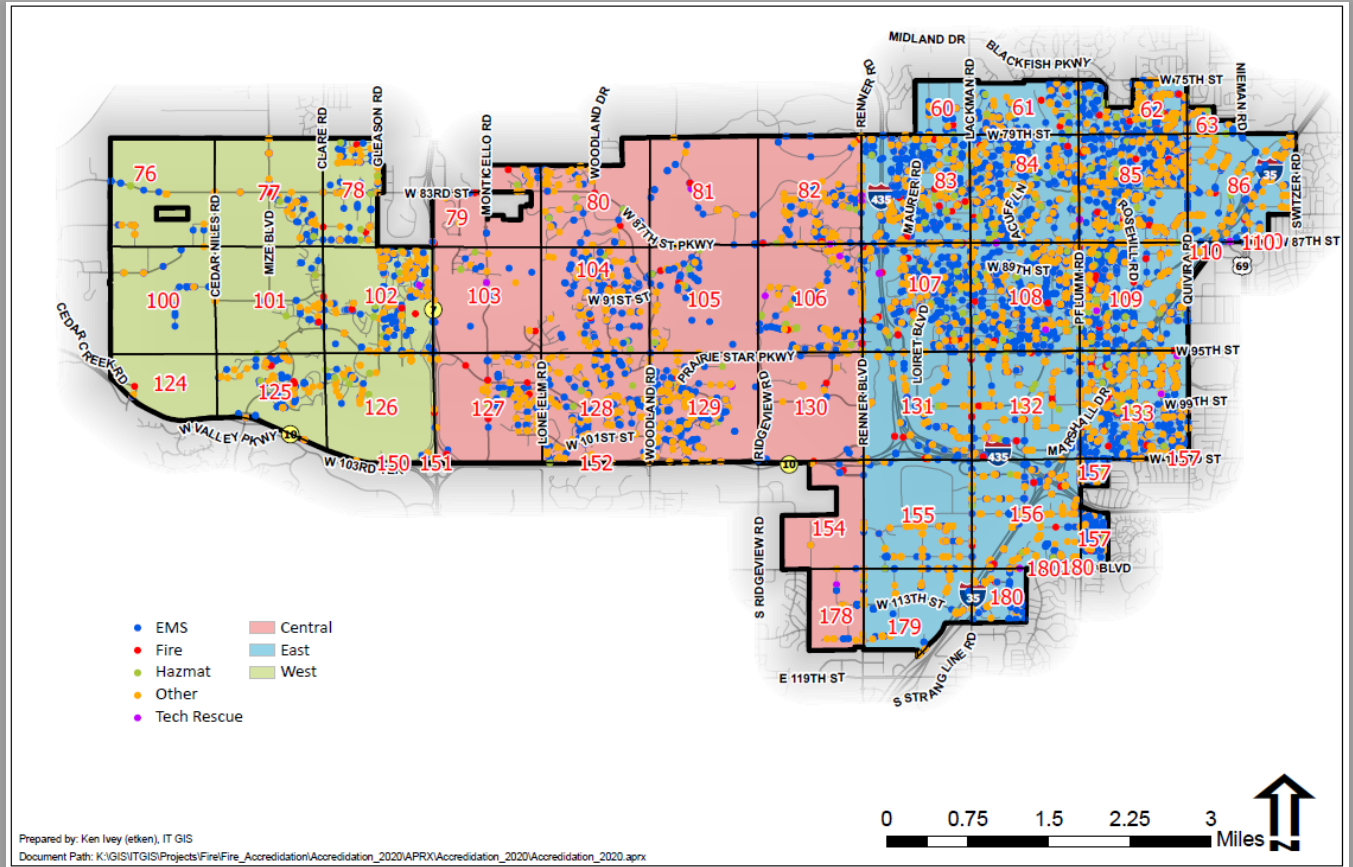 MIDLAND DR
BLACKFISH PKWY
W 75TH ST
NIEMAN RD
RENNER RD
LACKMAN RD
60
61
62
63
W 79TH ST
CLARE RD
GLEASON RD
MONTICELLO RD
WOODLAND DR
76
77
78
W 83RD ST
79
80
81
82
83
84
85
86
35
435
SWITZER RD
CEDAR NILES RD
MIZE BLVD
MAURER RD
ACUFF LN
ROSEHILL RD
W 87TH ST PKWY
W 87TH ST
110
110
69
QUIVIRA RD
PFLUMM RD
W 89TH ST
100
101
102
7
103
104
W 91ST ST
105
106
107
108
109
LOIRET BLVD
CEDAR CREEK RD
PRAIRIE STAR PKWY
W 95TH ST
124
125
126
127
LONE ELM RD
128
WOODLAND RD
129
RIDGEVIEW RD
130
RENNER BLVD
131
132
MARSHALL DR
133
W 99TH ST
W VALLEY PKWY
10
W 101ST ST
W 103RD
150
151
152
10
435
157
157
154
155
156
157
S RIDGEVIEW RD
180
180
BLVD
178
W 113TH ST
179
35
180
E 119TH ST
S STRANG LINE RD
EMS
Fire
Hazmat
Other
Tech Rescue
Central
East
West
0 0.75 1.5 2.25 3
Miles
N
Prepared by: Ken Ivey (etken), IT GIS
Document Path: K:\GIS\ITGIS\Projects\Fire\Fire_Accredidation\Accredidation_2020\APRX\Accredidation_2020\Accredidation_2020.aprx